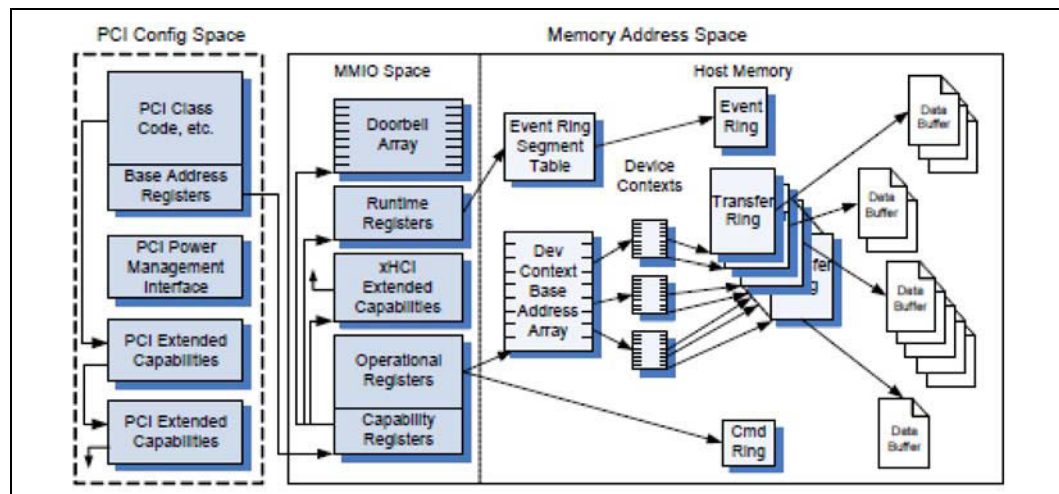 PCI Config Space
Memory Address Space
MMIO Space
Host Memory
PCI Class
Code, etc.
Base Address
Registers
PCI Power
Management
Interface
PCI Extended
Capabilities
PCI Extended
Capabilities
Doorbell
Array
Runtime
Registers
xHCI
Extended
Capabilities
Operational
Registers
Capability
Registers
Event Ring
Segment
Table
Event
Ring
Device
Contexts
Dev
Context
Base
Address
Array
Transfer
Ring
Cmd
Ring
Data
Buffer
Data
Buffer
Data
Buffer
Data
Buffer